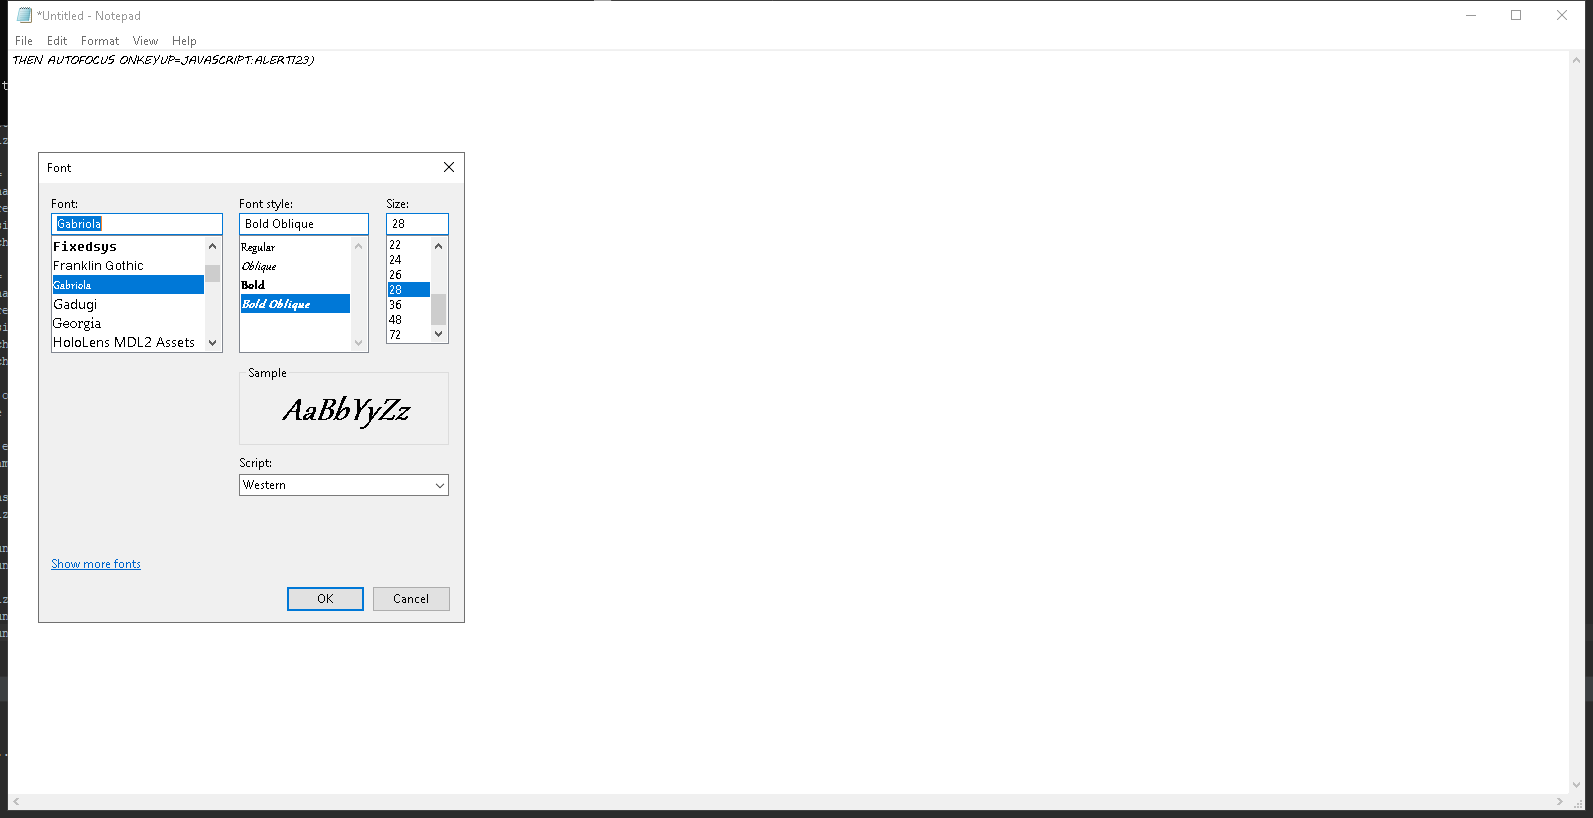 *Untitled - Notepad
File Edit Format View Help
THEN AUTOFOCUS ONKEYUP=JAVASCRIPT:ALERT123)
Font
Font: Font style: Size:
Gabriola Bold Oblique 28
Fixedsys
Franklin Gothic
Gabriola
Gadugi
Georgia
HoloLens MDL2 Assets
Regular
Oblique
Bold
Bold Oblique
22
24
26
28
36
48
72
Sample
AaBbYyZz
Script:
Western
Show more fonts
OK Cancel